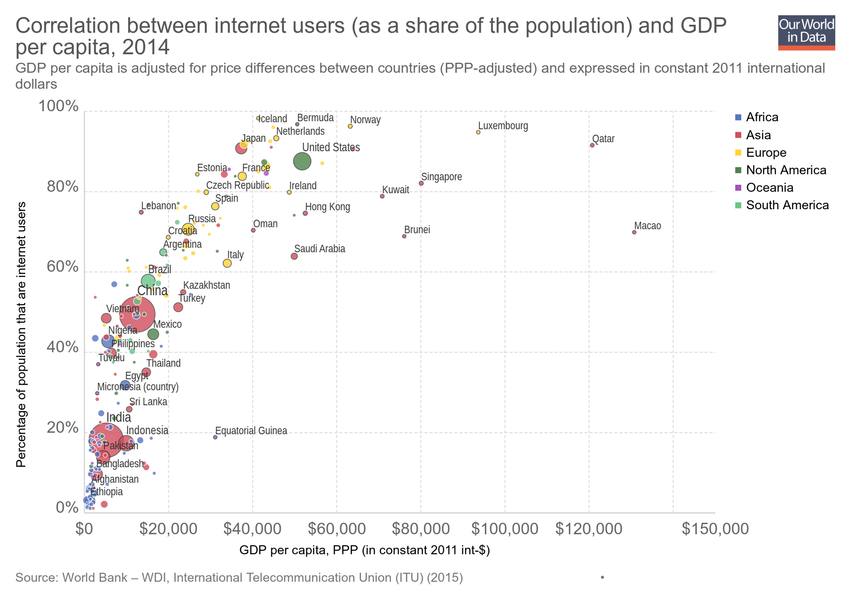 Correlation between internet users (as a share of the population) and GDP
per capita, 2014
Our World
in Data
GDP per capita is adjusted for price differences between countries (PPP-adjusted) and expressed in constant 2011 international
dollars
100%
80%
60%
40%
20%
0%
Percentage of population that are internet users
Iceland
Bermuda
Norway
Luxembourg
Netherlands
Japan
United States
Qatar
Estonia
France
Singapore
Czech Republic
Ireland
Kuwait
Spain
Lebanon
Hong Kong
Russia
Oman
Macao
Croatia
Brunei
Argentina
Italy
Saudi Arabia
Brazil
China
Kazakhstan
Turkey
Vietnam
Mexico
Nigeria
Philippines
Tuvalu
Thailand
Egypt
Micronesia (country)
Sri Lanka
India
Indonesia
Equatorial Guinea
Pakistan
Bangladesh
Afghanistan
Ethiopia
Africa
Asia
Europe
North America
Oceania
South America
$0
$20,000
$40,000
$60,000
$80,000
$100,000
$120,000
$150,000
GDP per capita, PPP (in constant 2011 int-$)
Source: World Bank – WDI, International Telecommunication Union (ITU) (2015)